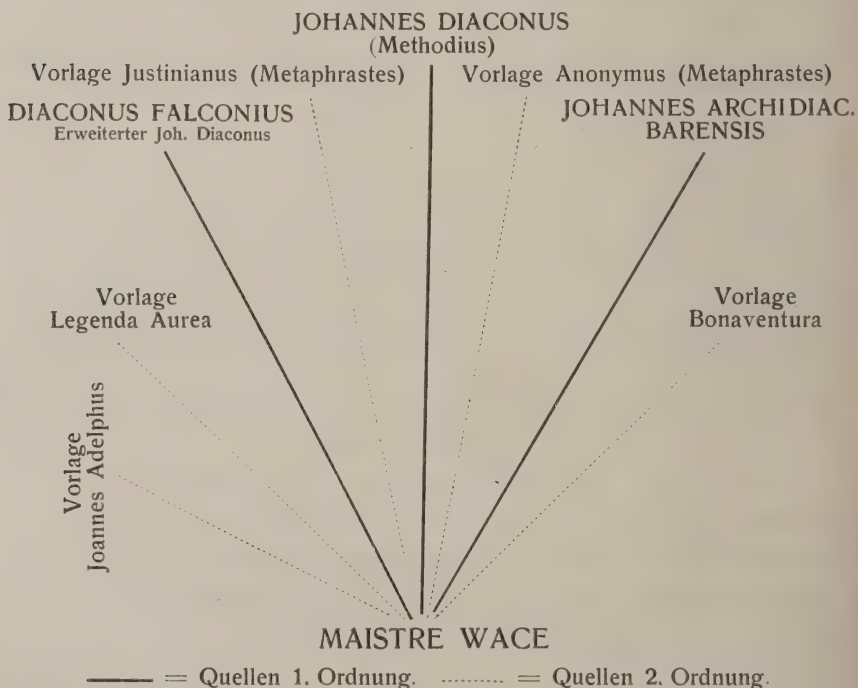 JOHANNES DIACONUS
(Methodius)
Vorlage Justinianus (Metaphrastes)
Vorlage Anonymus (Metaphrastes)
DIACONUS FALCONIUS
Erweiterter Joh. Diaconus
JOHANNES ARCHIDIAC.
BARENSIS
Vorlage
Legenda Aurea
Vorlage
Bonaventura
Vorlage
Joannes Adelphus
MAISTRE WACE
= Quellen 1. Ordnung.
= Quellen 2. Ordnung.